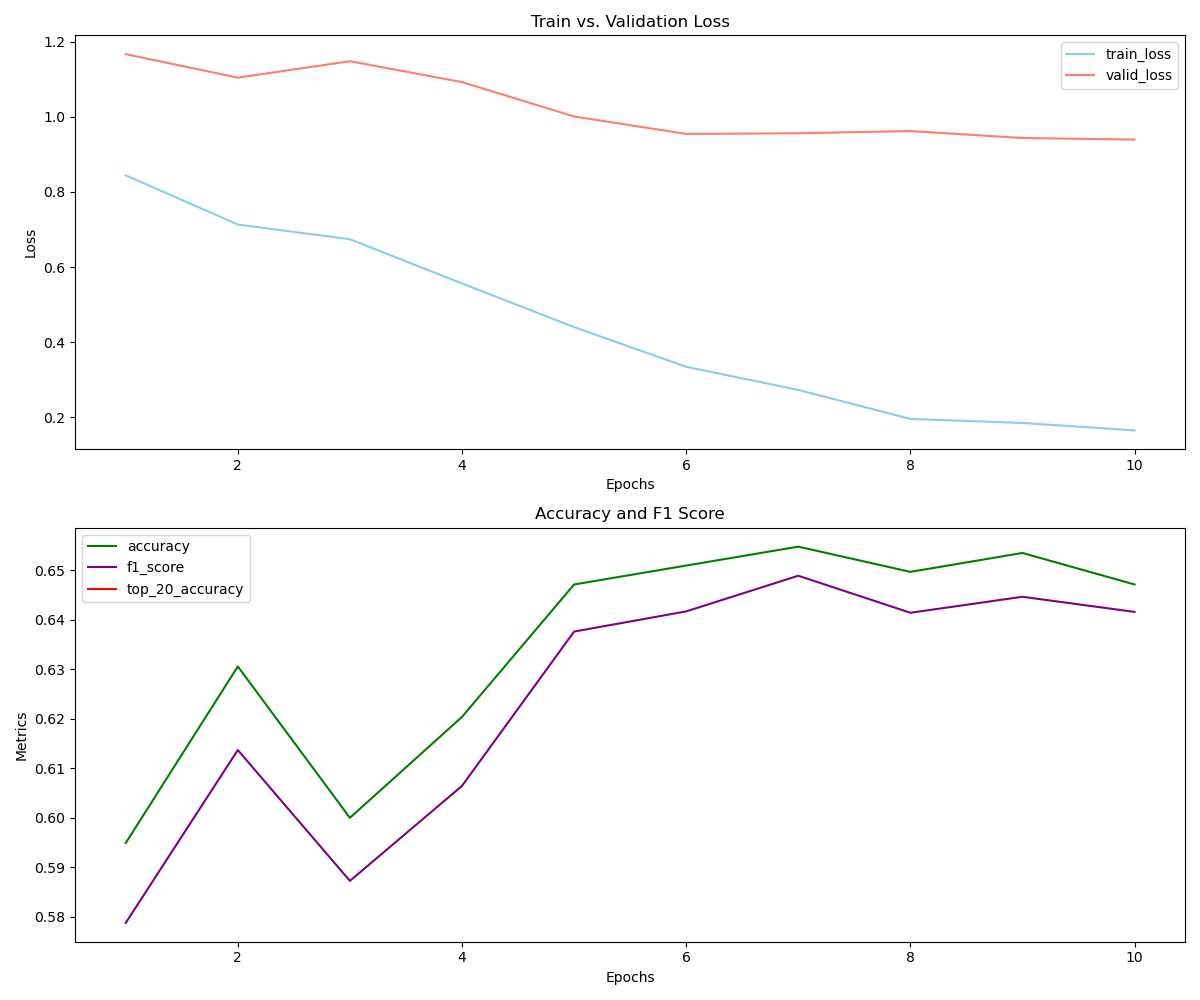 Train vs. Validation Loss
train_loss
valid_loss
1.2
1.0
0.8
0.6
0.4
0.2
Loss
2 4 6 8 10
Epochs
Accuracy and F1 Score
accuracy
f1_score
top_20_accuracy
0.65
0.64
0.63
0.62
0.61
0.60
0.59
0.58
Metrics
2 4 6 8 10
Epochs